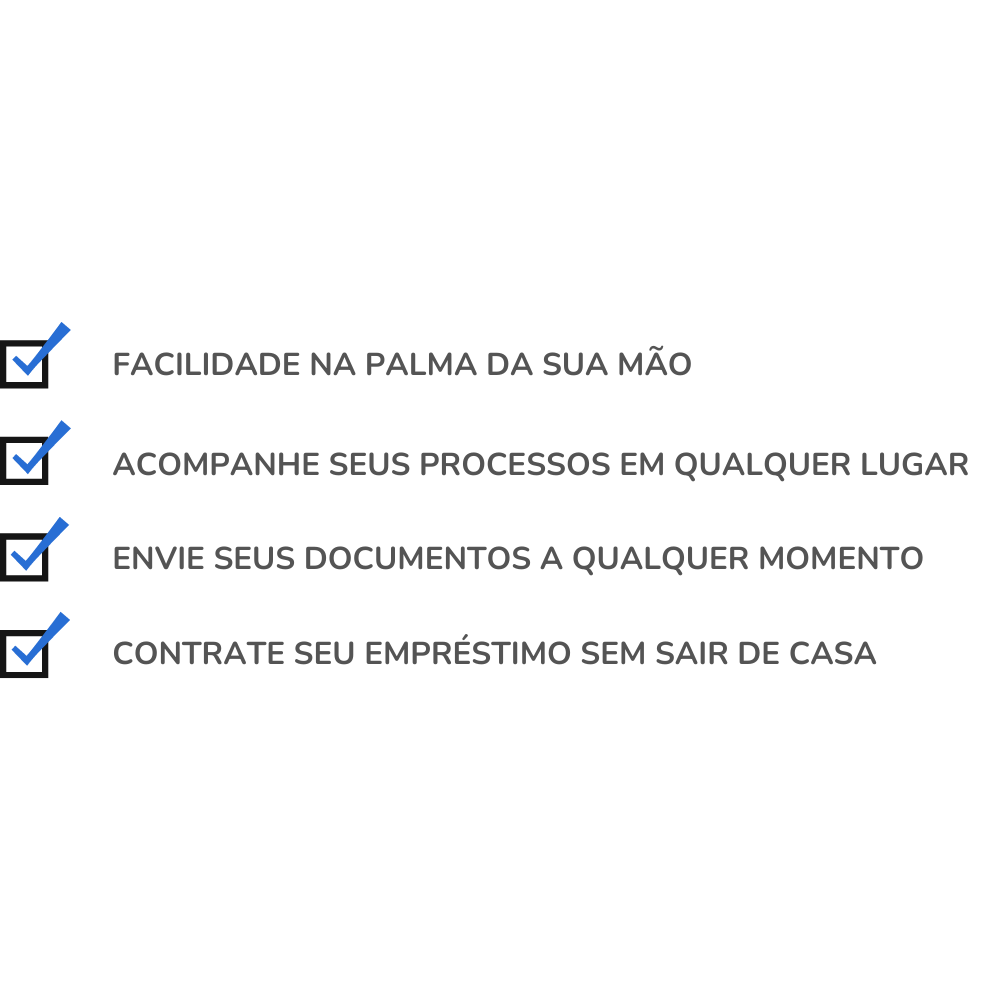 FACILIDADE NA PALMA DA SUA MÃO
ACOMPANHE SEUS PROCESSOS EM QUALQUER LUGAR
ENVIE SEUS DOCUMENTOS A QUALQUER MOMENTO
CONTRATE SEU EMPRÉSTIMO SEM SAIR DE CASA